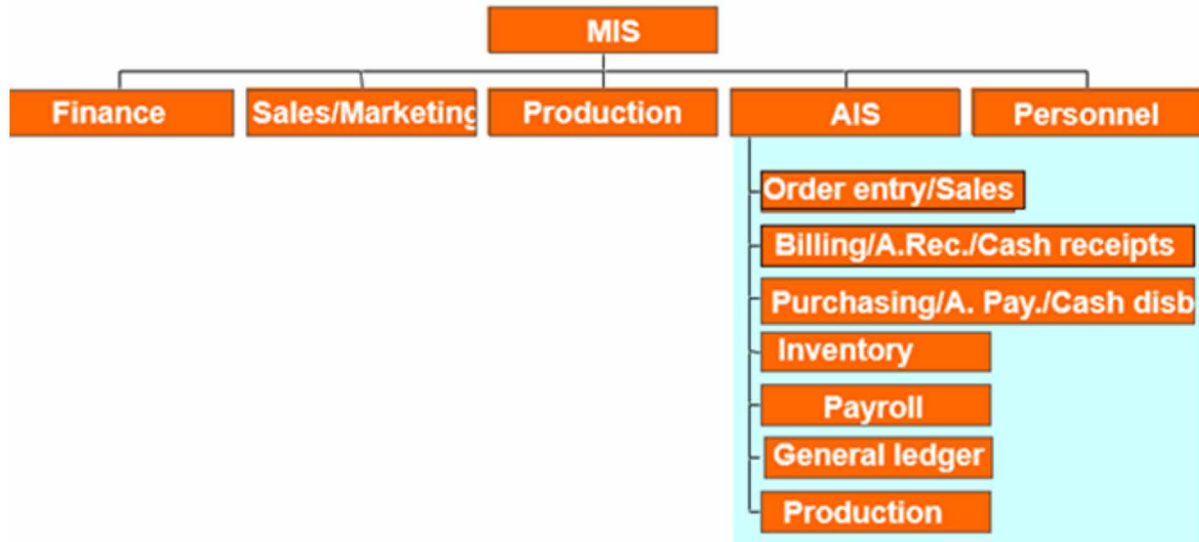 MIS
Finance
Sales/Marketing
Production
AIS
Personnel
Order entry/Sales
Billing/A.Rec./Cash receipts
Purchasing/A. Pay./Cash disb
Inventory
Payroll
General ledger
Production